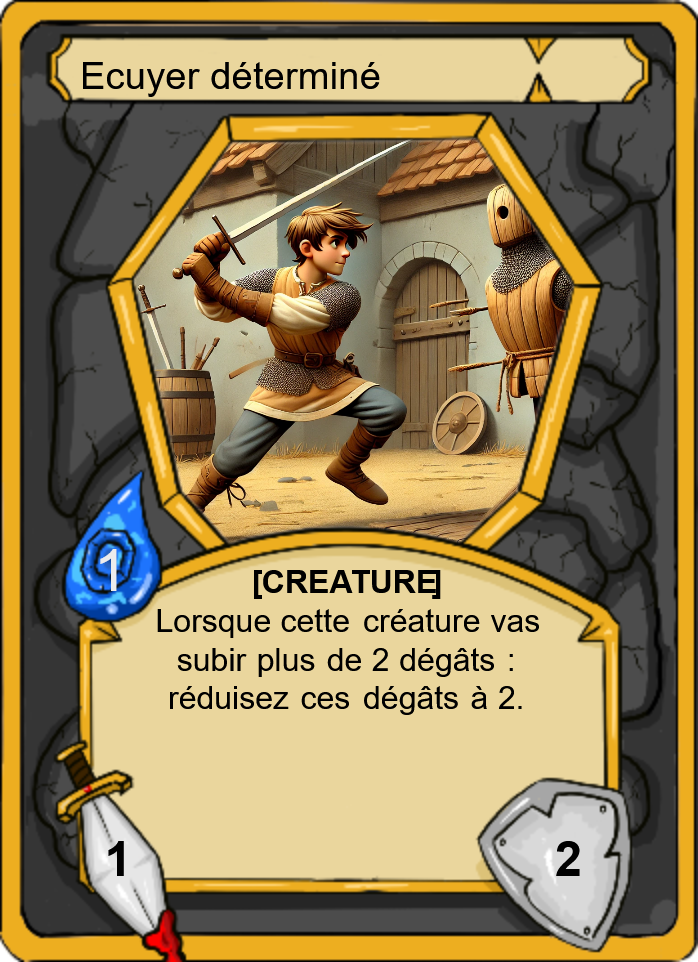 Ecuyer déterminé
1
[CREATURE]
Lorsque cette créature vas
subir plus de 2 dégâts :
réduisez ces dégâts à 2.
1
2